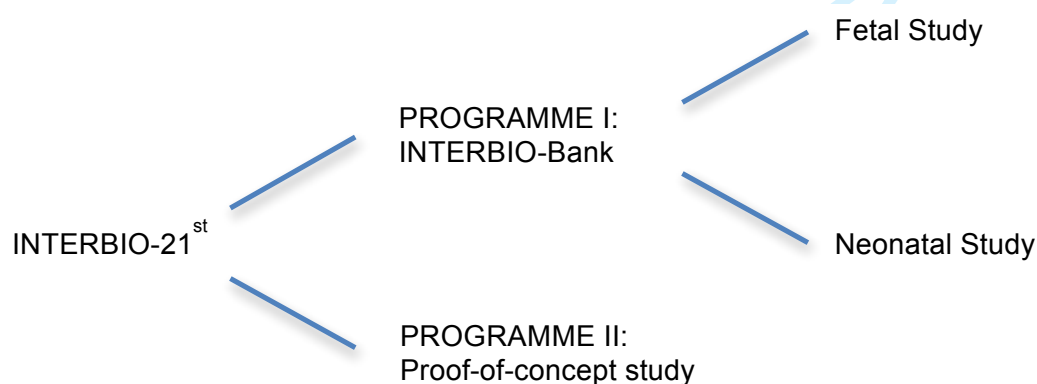 Fetal Study
PROGRAMME I:
INTERBIO-Bank
INTERBIO-21st
Neonatal Study
PROGRAMME II:
Proof-of-concept study